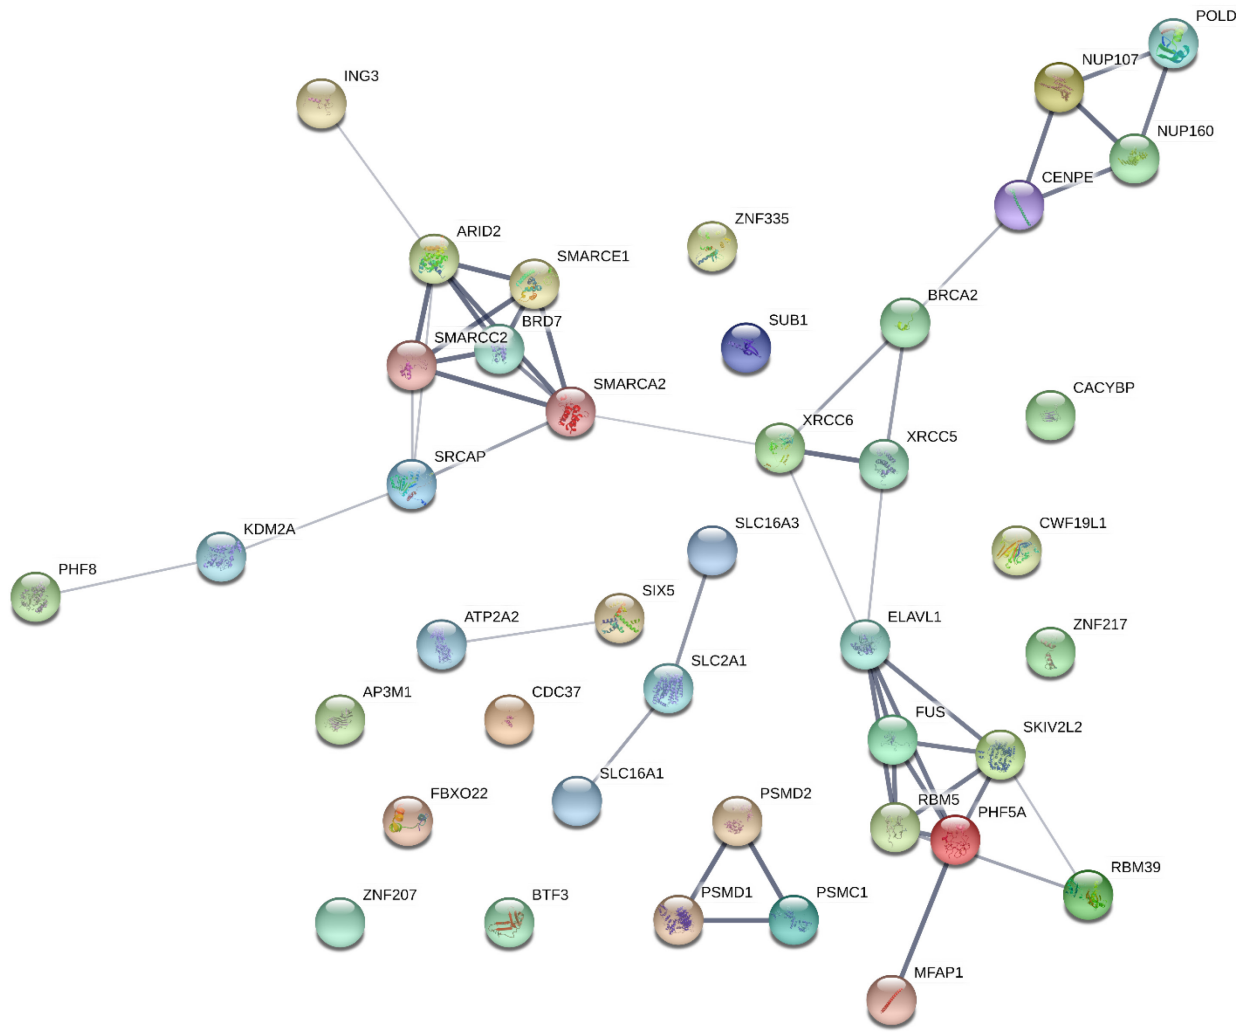 POLD
NUP107
ING3
NUP160
CENPE
ZNF335
ARID2
SMARCE1
BRCA2
SUB1
BRD7
SMARCC2
SMARCA2
CACYBP
XRCC6
XRCC5
SRCAP
SLC16A3
CWF19L1
KDM2A
PHF8
SIX5
ATP2A2
ELAVL1
ZNF217
SLC2A1
AP3M1
CDC37
FUS
SKIV2L2
SLC16A1
FBXO22
PSMD2
RBM5
PHF5A
RBM39
ZNF207
BTF3
PSMD1
PSMC1
MFAP1